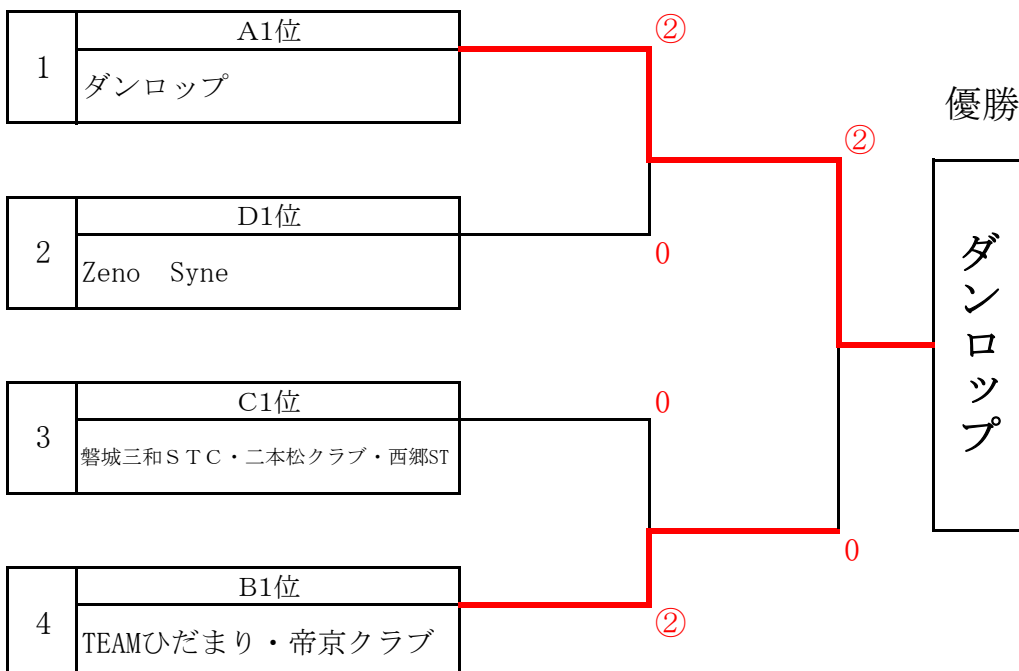 A1位
②
1
ダンロップ
優勝
②
D1位
2
0
Zeno　Syne
ダンロップ
C1位
0
3
磐城三和ＳＴＣ・二本松クラブ・西郷ST
0
B1位
4
②
TEAMひだまり・帝京クラブ